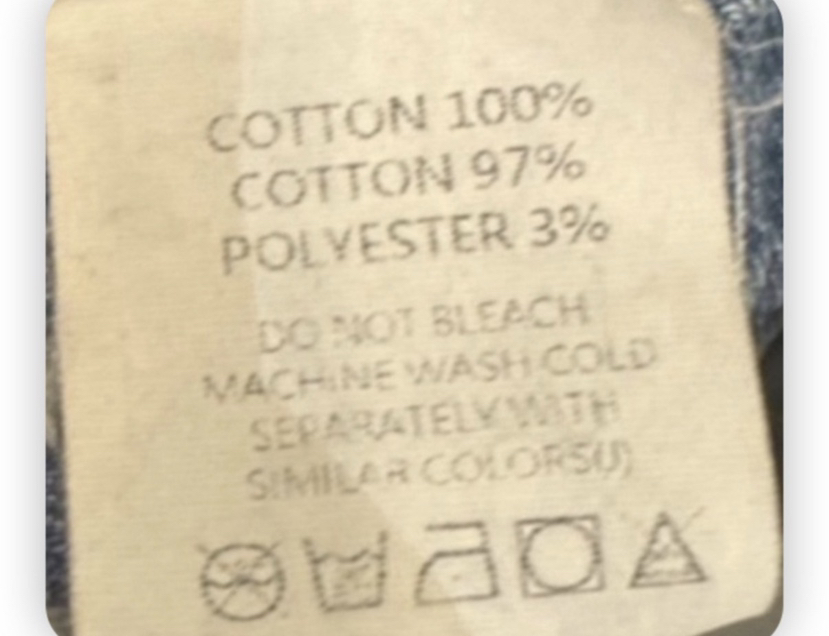 COTTON 100%
COTTON 97%
POLYESTER 3%
DO NOT BLEACH
MACHINE WASH COLD
SEPARATELY WITH
SIMILAR COLORS(J)